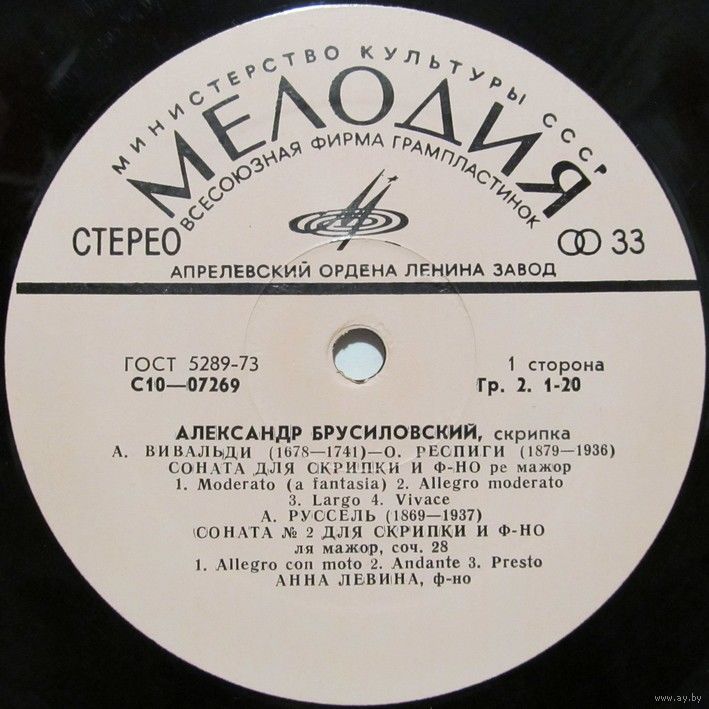 МИНИСТЕРСТВО КУЛЬТУРЫ СССР
МЕЛОДИЯ
ВСЕСОЮЗНАЯ ФИРМА ГРАМПЛАСТИНОК
СТЕРЕО 33
АПРЕЛЕВСКИЙ ОРДЕНА ЛЕНИНА ЗАВОД
ГОСТ 5289-73 1 сторона
С10—07269 Гр. 2. 1-20
АЛЕКСАНДР БРУСИЛОВСКИЙ, скрипка
А. ВИВАЛЬДИ (1678—1741)—О. РЕСПИГИ (1879—1936)
СОНАТА ДЛЯ СКРИПКИ И Ф-НО ре мажор
1. Moderato (a fantasia) 2. Allegro moderato
3. Largo 4. Vivace
А. РУССЕЛЬ (1869—1937)
СОНАТА № 2 ДЛЯ СКРИПКИ И Ф-НО
ля мажор, соч. 28
1. Allegro con moto 2. Andante 3. Presto
АННА ЛЕВИНА, ф-но
www.ay.by